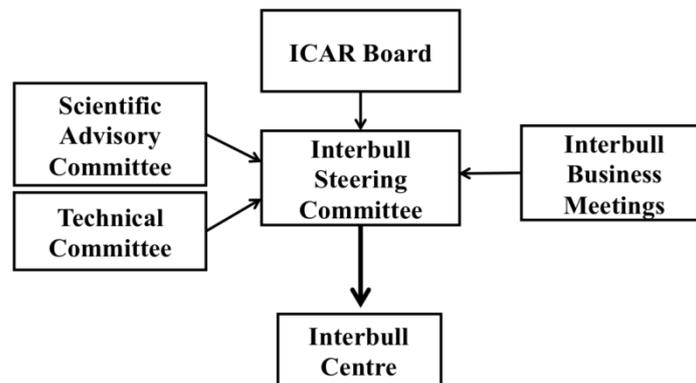 ICAR Board
Scientific
Advisory
Committee
Interbull
Steering
Committee
Interbull
Business
Meetings
Technical
Committee
Interbull
Centre